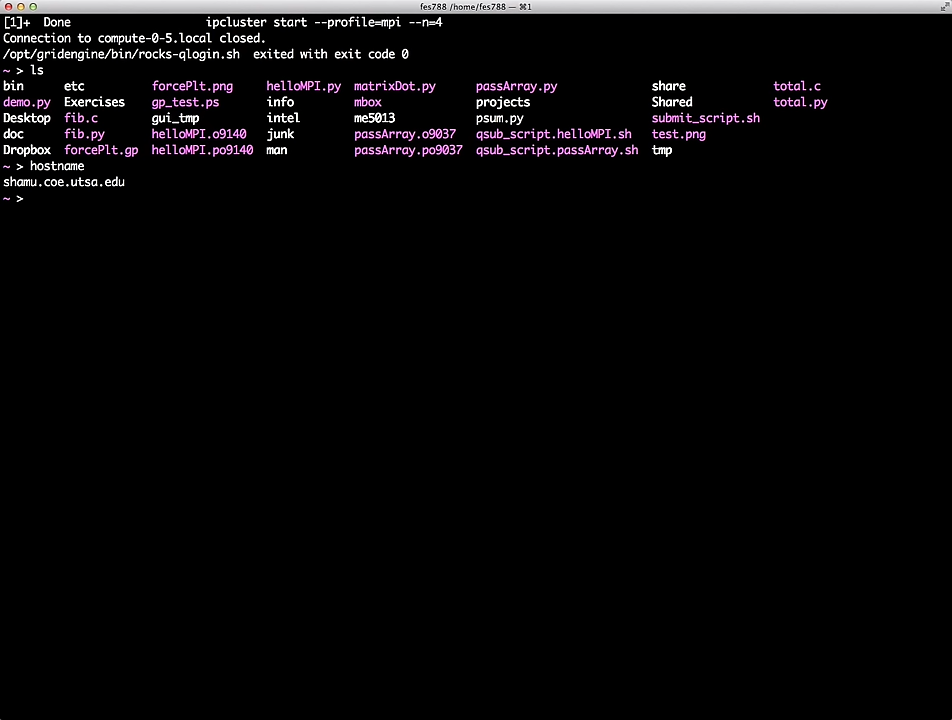 fes788 /home/fes788 — ⌘1
[1]+  Done                    ipcluster start --profile=mpi --n=4
Connection to compute-0-5.local closed.
/opt/gridengine/bin/rocks-qlogin.sh  exited with exit code 0
~ > ls
bin      etc          forcePlt.png     helloMPI.py  matrixDot.py      passArray.py              share             total.c
demo.py  Exercises    gp_test.ps       info         mbox              projects                  Shared            total.py
Desktop  fib.c        gui_tmp          intel        me5013            psum.py                   submit_script.sh
doc      fib.py       helloMPI.o9140   junk         passArray.o9037   qsub_script.helloMPI.sh   test.png
Dropbox  forcePlt.gp  helloMPI.po9140  man          passArray.po9037  qsub_script.passArray.sh  tmp
~ > hostname
shamu.coe.utsa.edu
~ >